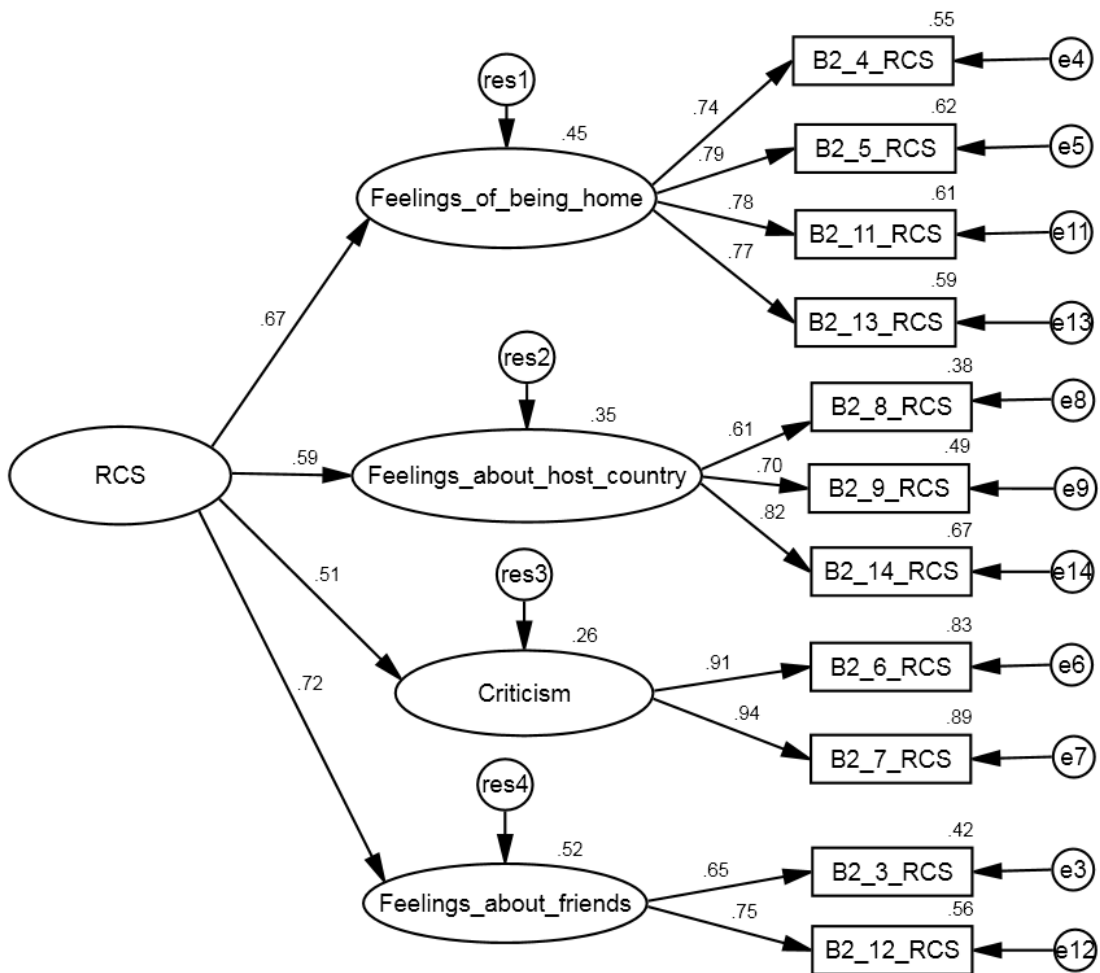 .55
B2_4_RCS
e4
res1
.74
.62
.45
.79
B2_5_RCS
e5
Feelings_of_being_home
.78
.61
B2_11_RCS
e11
.77
.59
B2_13_RCS
e13
.67
res2
.38
B2_8_RCS
e8
.35
.61
RCS
.59
Feelings_about_host_country
.70
.49
B2_9_RCS
e9
.82
.67
B2_14_RCS
e14
.51
res3
.26
.83
.91
B2_6_RCS
e6
Criticism
.72
.94
.89
B2_7_RCS
e7
res4
.42
.52
.65
B2_3_RCS
e3
Feelings_about_friends
.75
.56
B2_12_RCS
e12